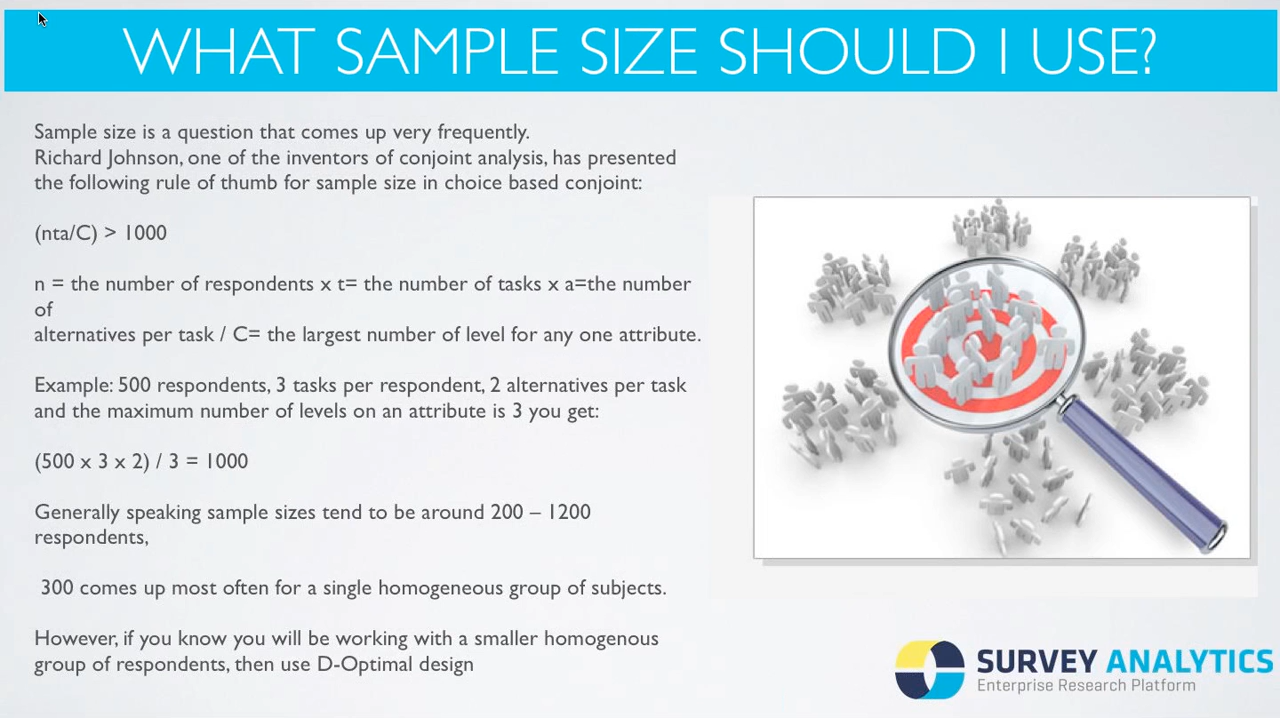 WHAT SAMPLE SIZE SHOULD I USE?
Sample size is a question that comes up very frequently.
Richard Johnson, one of the inventors of conjoint analysis, has presented
the following rule of thumb for sample size in choice based conjoint:
(nta/C) > 1000
n = the number of respondents x t= the number of tasks x a=the number
of
alternatives per task / C= the largest number of level for any one attribute.
Example: 500 respondents, 3 tasks per respondent, 2 alternatives per task
and the maximum number of levels on an attribute is 3 you get:
(500 x 3 x 2) / 3 = 1000
Generally speaking sample sizes tend to be around 200 – 1200
respondents,
300 comes up most often for a single homogeneous group of subjects.
However, if you know you will be working with a smaller homogenous
group of respondents, then use D-Optimal design
SURVEY ANALYTICS
Enterprise Research Platform